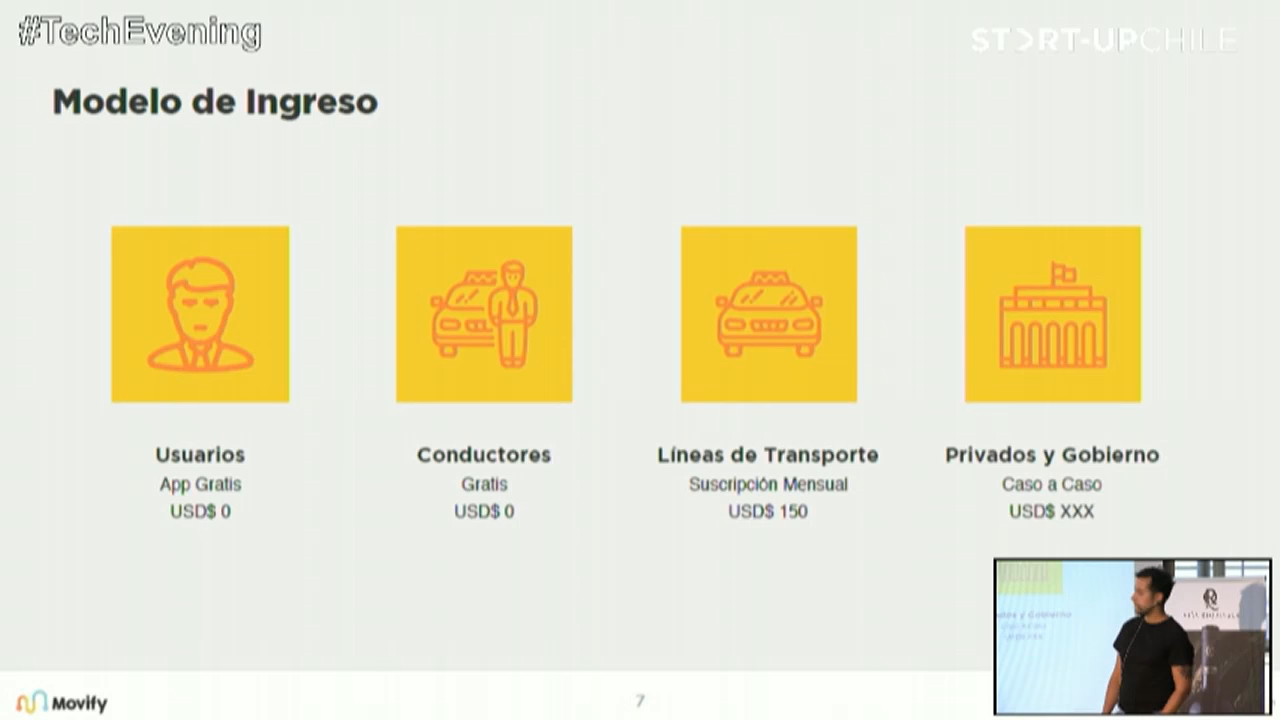 #TechEvening
START-UPCHILE
Modelo de Ingreso
Usuarios
App Gratis
USD$ 0
Conductores
Gratis
USD$ 0
Líneas de Transporte
Suscripción Mensual
USD$ 150
Privados y Gobierno
Caso a Caso
USD$ XXX
Movify
7